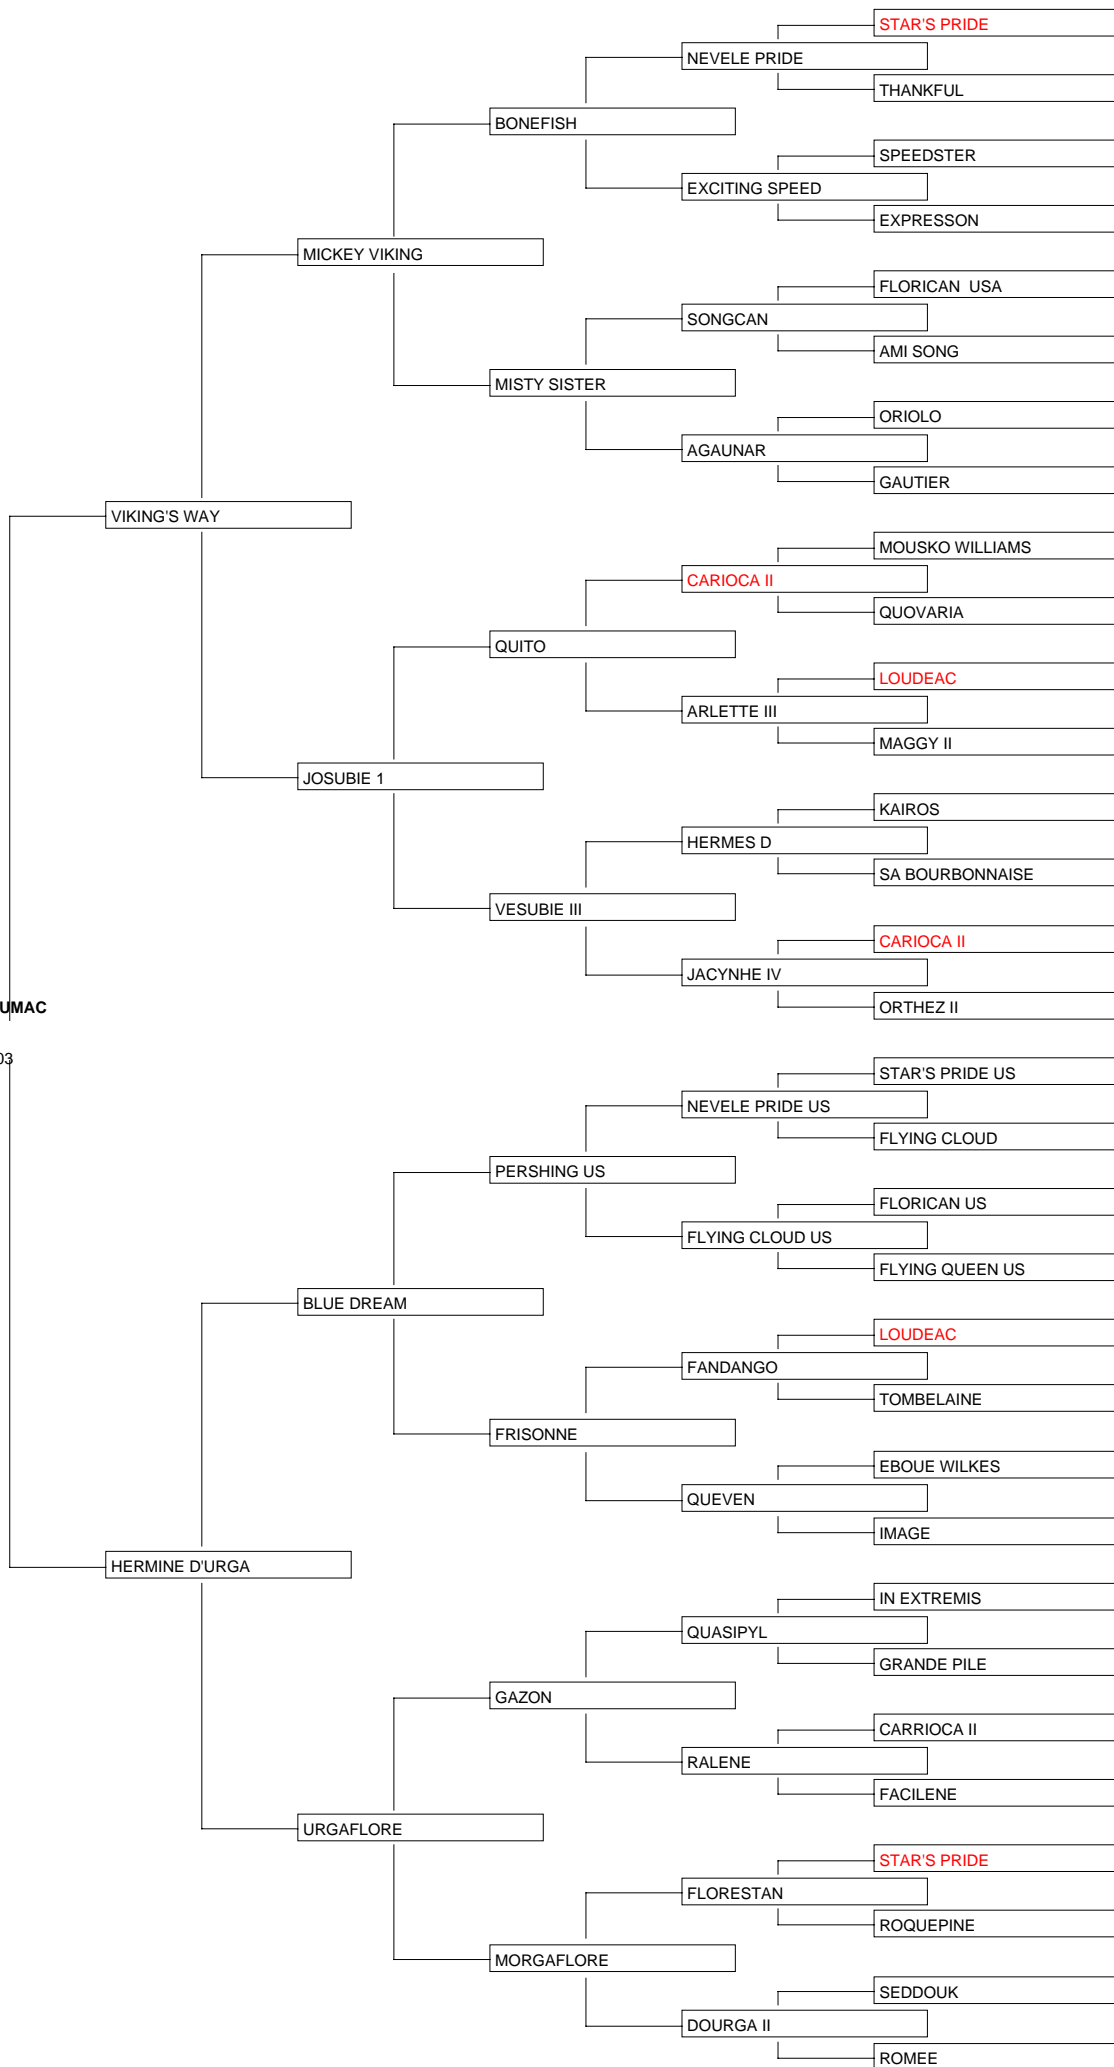 STAR'S PRIDE
NEVELE PRIDE
THANKFUL
BONEFISH
SPEEDSTER
EXCITING SPEED
EXPRESSON
MICKEY VIKING
FLORICAN  USA
SONGCAN
AMI SONG
MISTY SISTER
ORIOLO
AGAUNAR
GAUTIER
VIKING'S WAY
MOUSKO WILLIAMS
CARIOCA II
QUOVARIA
QUITO
LOUDEAC
ARLETTE III
MAGGY II
JOSUBIE 1
KAIROS
HERMES D
SA BOURBONNAISE
VESUBIE III
CARIOCA II
JACYNHE IV
ORTHEZ II
UMAC
03
STAR'S PRIDE US
NEVELE PRIDE US
FLYING CLOUD
PERSHING US
FLORICAN US
FLYING CLOUD US
FLYING QUEEN US
BLUE DREAM
LOUDEAC
FANDANGO
TOMBELAINE
FRISONNE
EBOUE WILKES
QUEVEN
IMAGE
HERMINE D'URGA
IN EXTREMIS
QUASIPYL
GRANDE PILE
GAZON
CARRIOCA II
RALENE
FACILENE
URGAFLORE
STAR'S PRIDE
FLORESTAN
ROQUEPINE
MORGAFLORE
SEDDOUK
DOURGA II
ROMEE